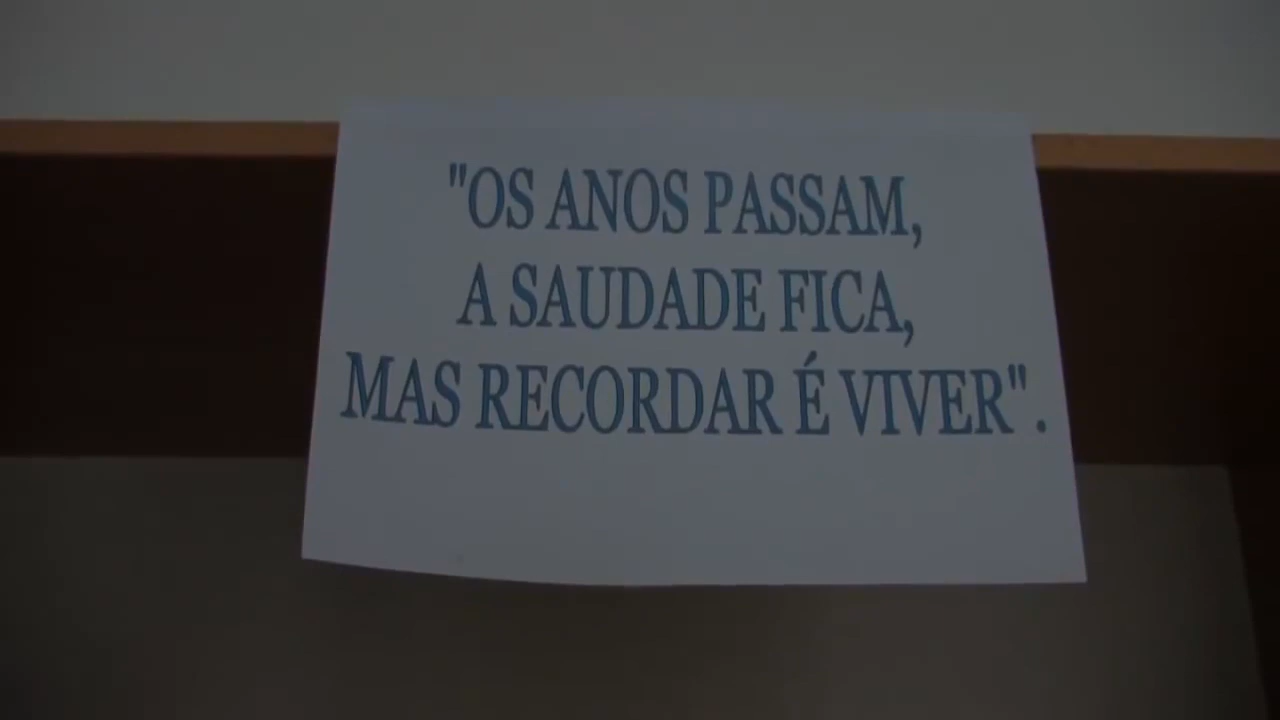 "OS ANOS PASSAM,
A SAUDADE FICA,
MAS RECORDAR É VIVER".